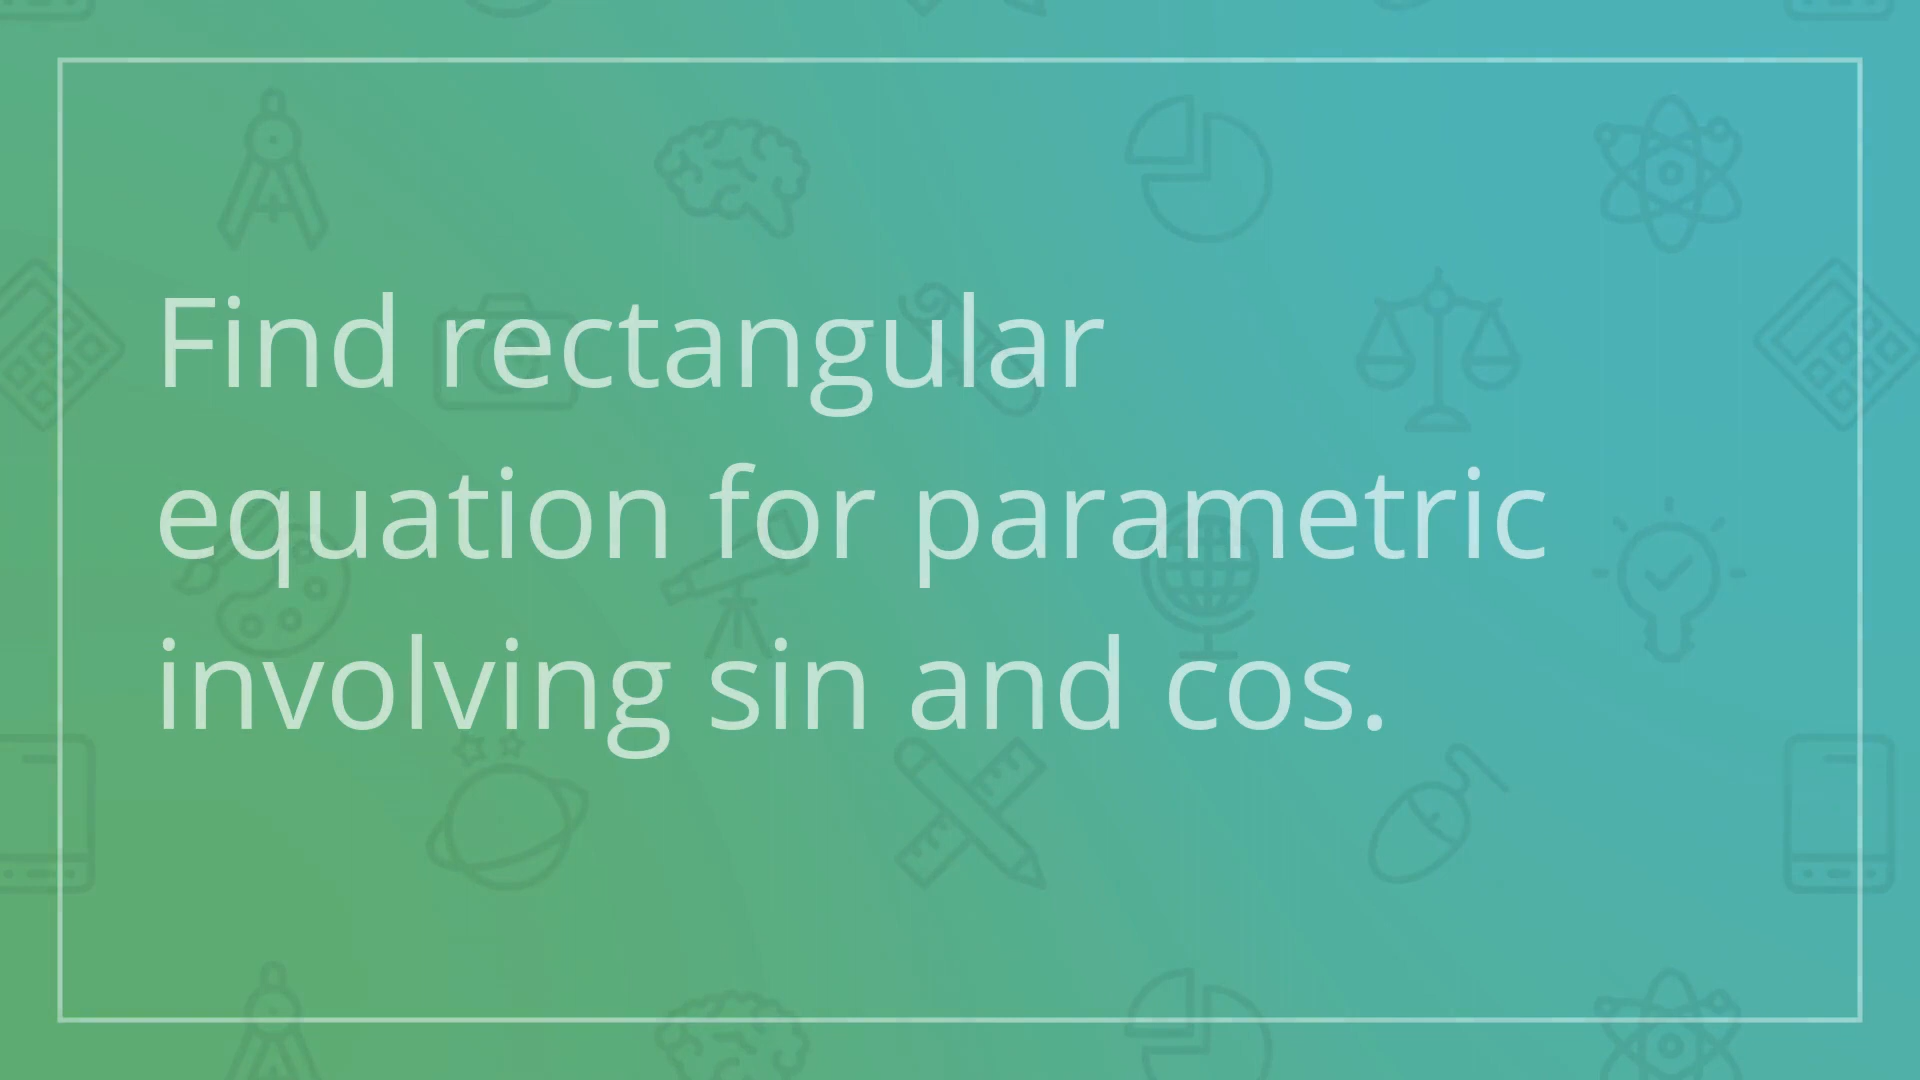 Find rectangular
equation for parametric
involving sin and cos.